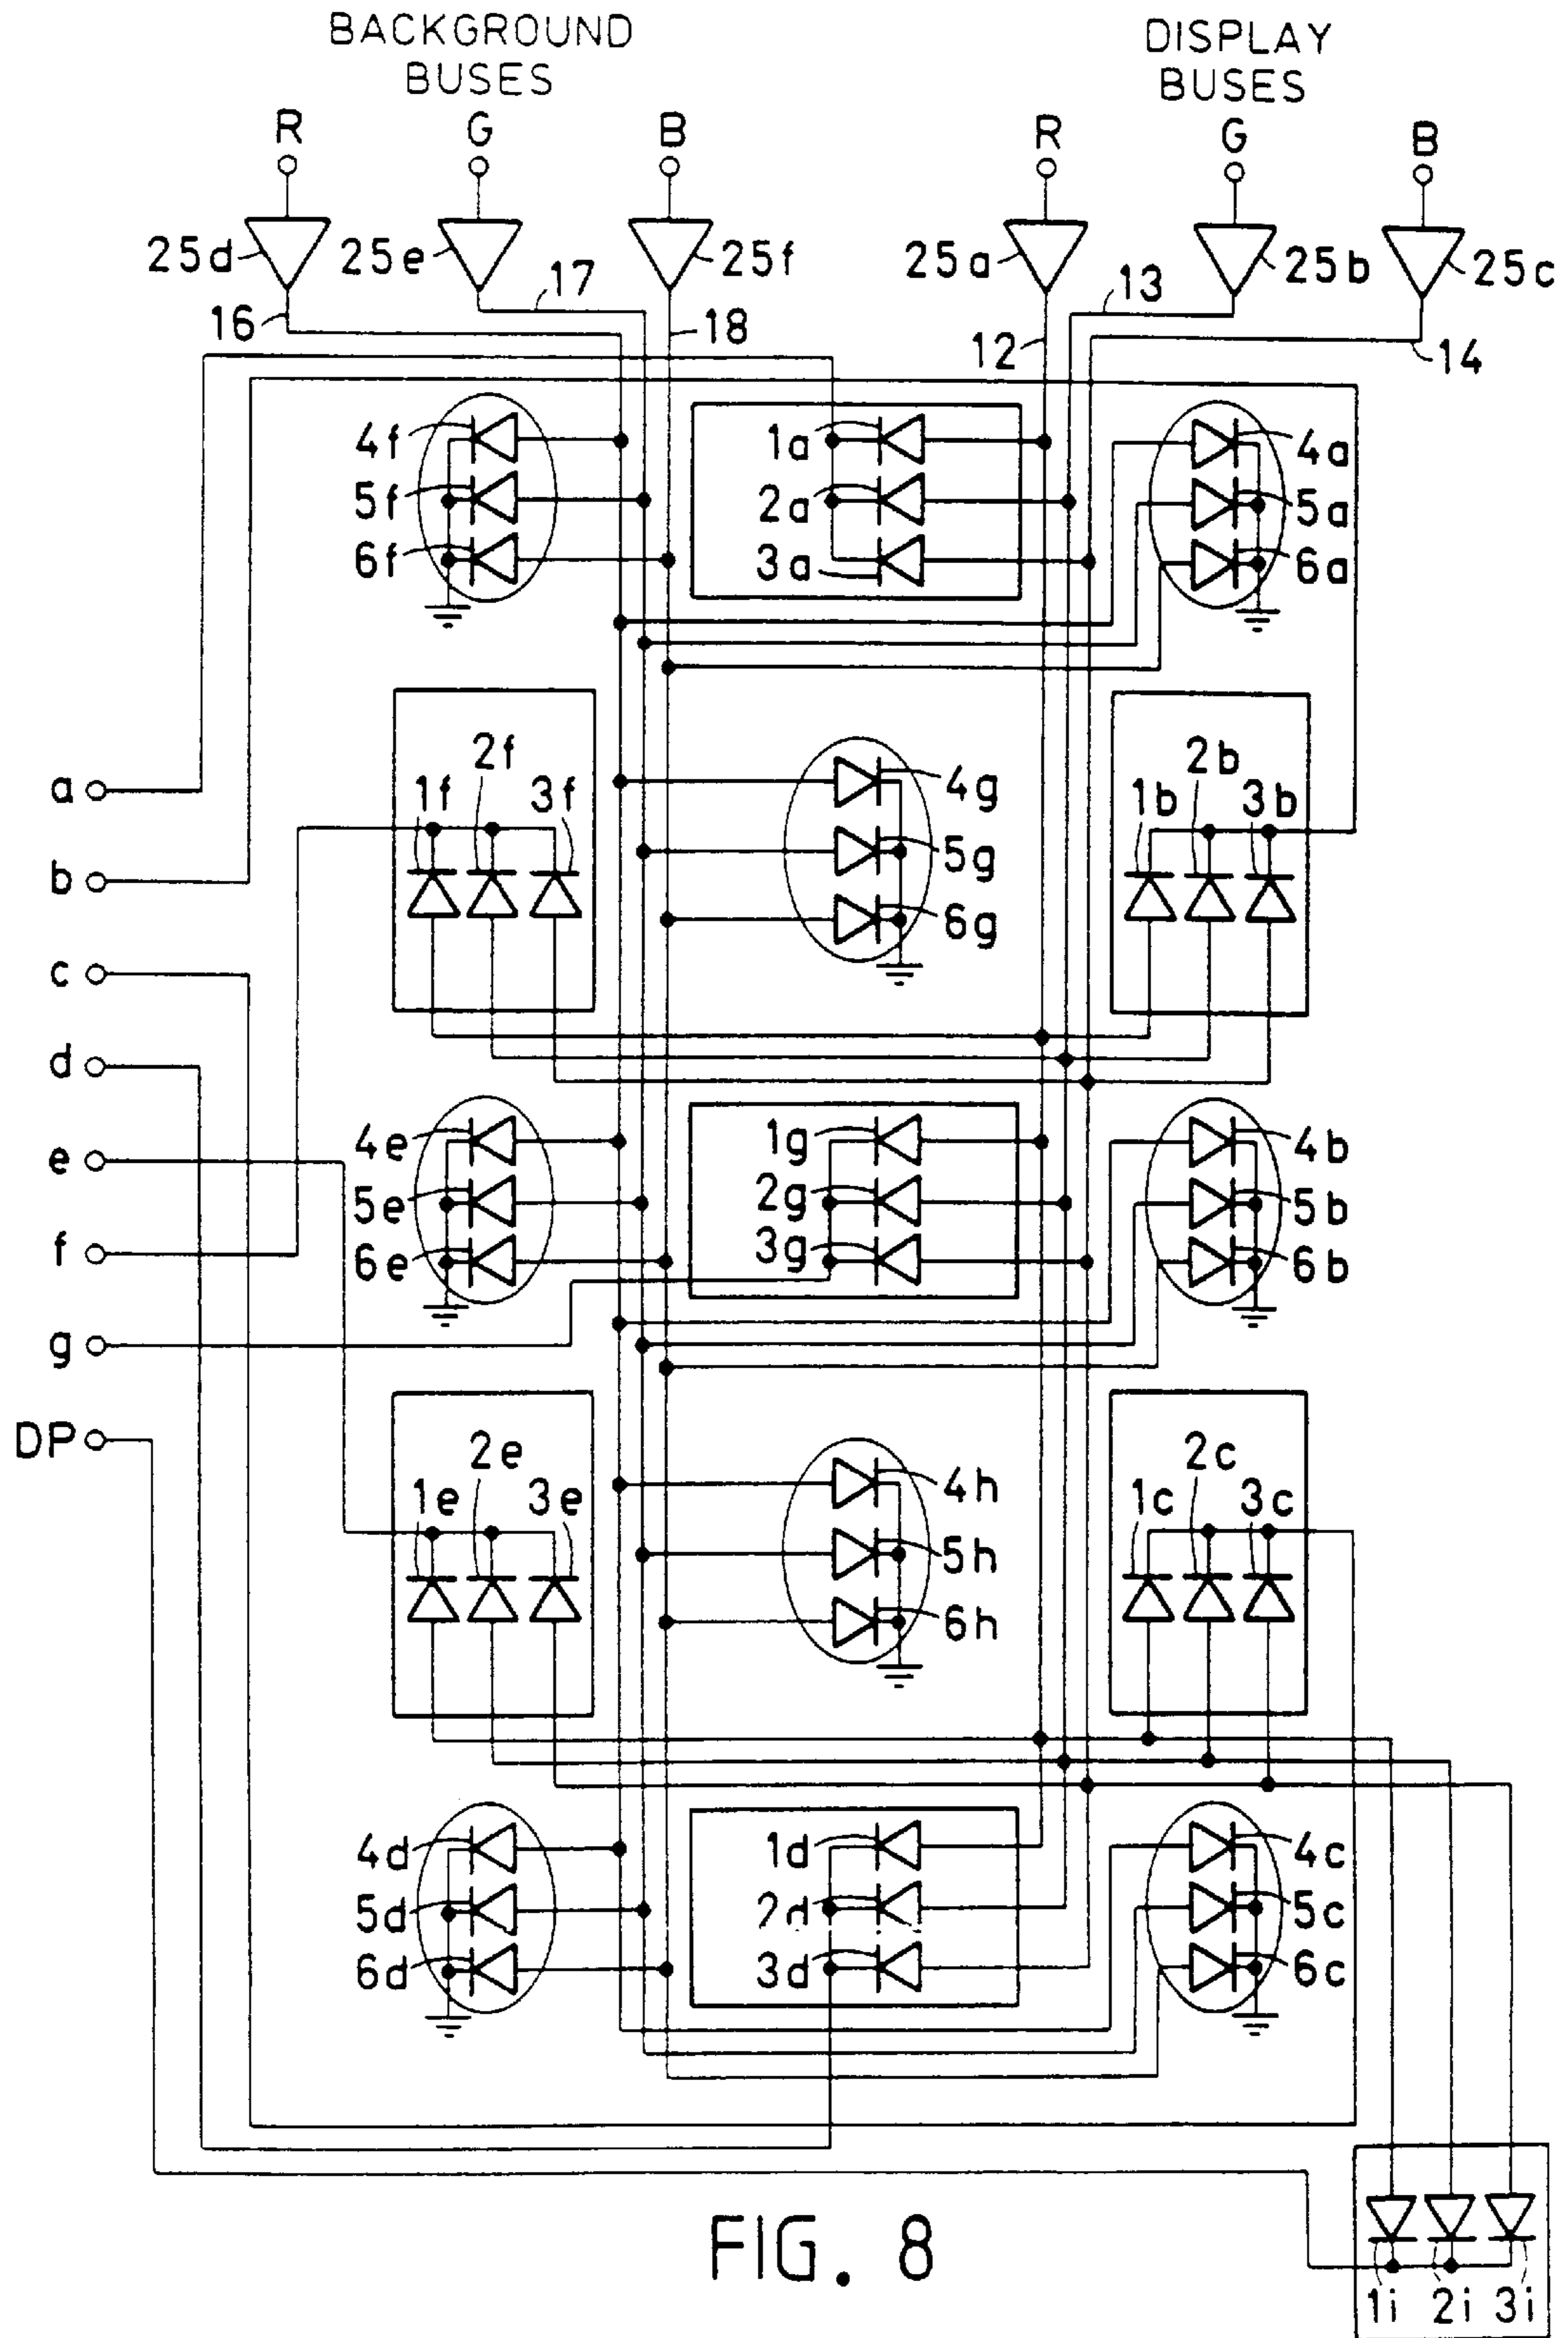 BACKGROUND
BUSES
DISPLAY
BUSES
R
G
B
R
G
B
25d
25e
25f
25a
25b
25c
16
17
18
12
13
14
4f
5f
6f
1a
2a
3a
4a
5a
6a
a
b
c
d
e
f
g
DP
1f
2f
3f
4g
5g
6g
1b
2b
3b
4e
5e
6e
1g
2g
3g
4b
5b
6b
1e
2e
3e
4h
5h
6h
1c
2c
3c
4d
5d
6d
1d
2d
3d
4c
5c
6c
1i
2i
3i
FIG. 8